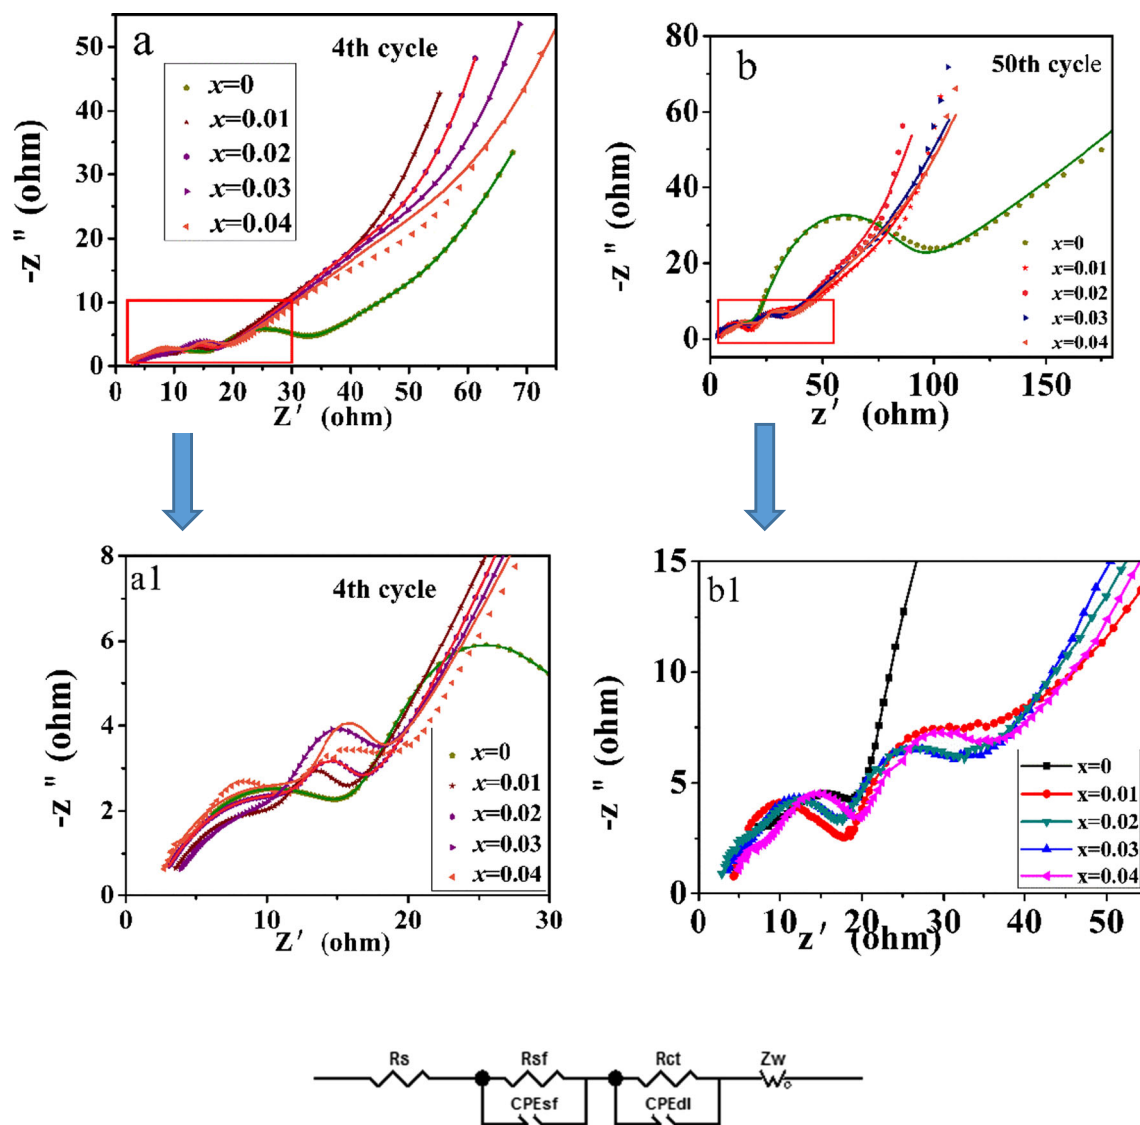 a
4th cycle
x=0
x=0.01
x=0.02
x=0.03
x=0.04
50
40
30
20
10
0
-z " (ohm)
0 10 20 30 40 50 60 70
Z' (ohm)
b
50th cycle
x=0
x=0.01
x=0.02
x=0.03
x=0.04
80
60
40
20
0
-z " (ohm)
0 50 100 150
z' (ohm)
a1
4th cycle
x=0
x=0.01
x=0.02
x=0.03
x=0.04
8
6
4
2
0
-z " (ohm)
0 10 20 30
Z' (ohm)
b1
x=0
x=0.01
x=0.02
x=0.03
x=0.04
15
10
5
0
-z " (ohm)
0 10 20 30 40 50
z' (ohm)
Rs Rsf Rct Zw
CPEsf CPEdl